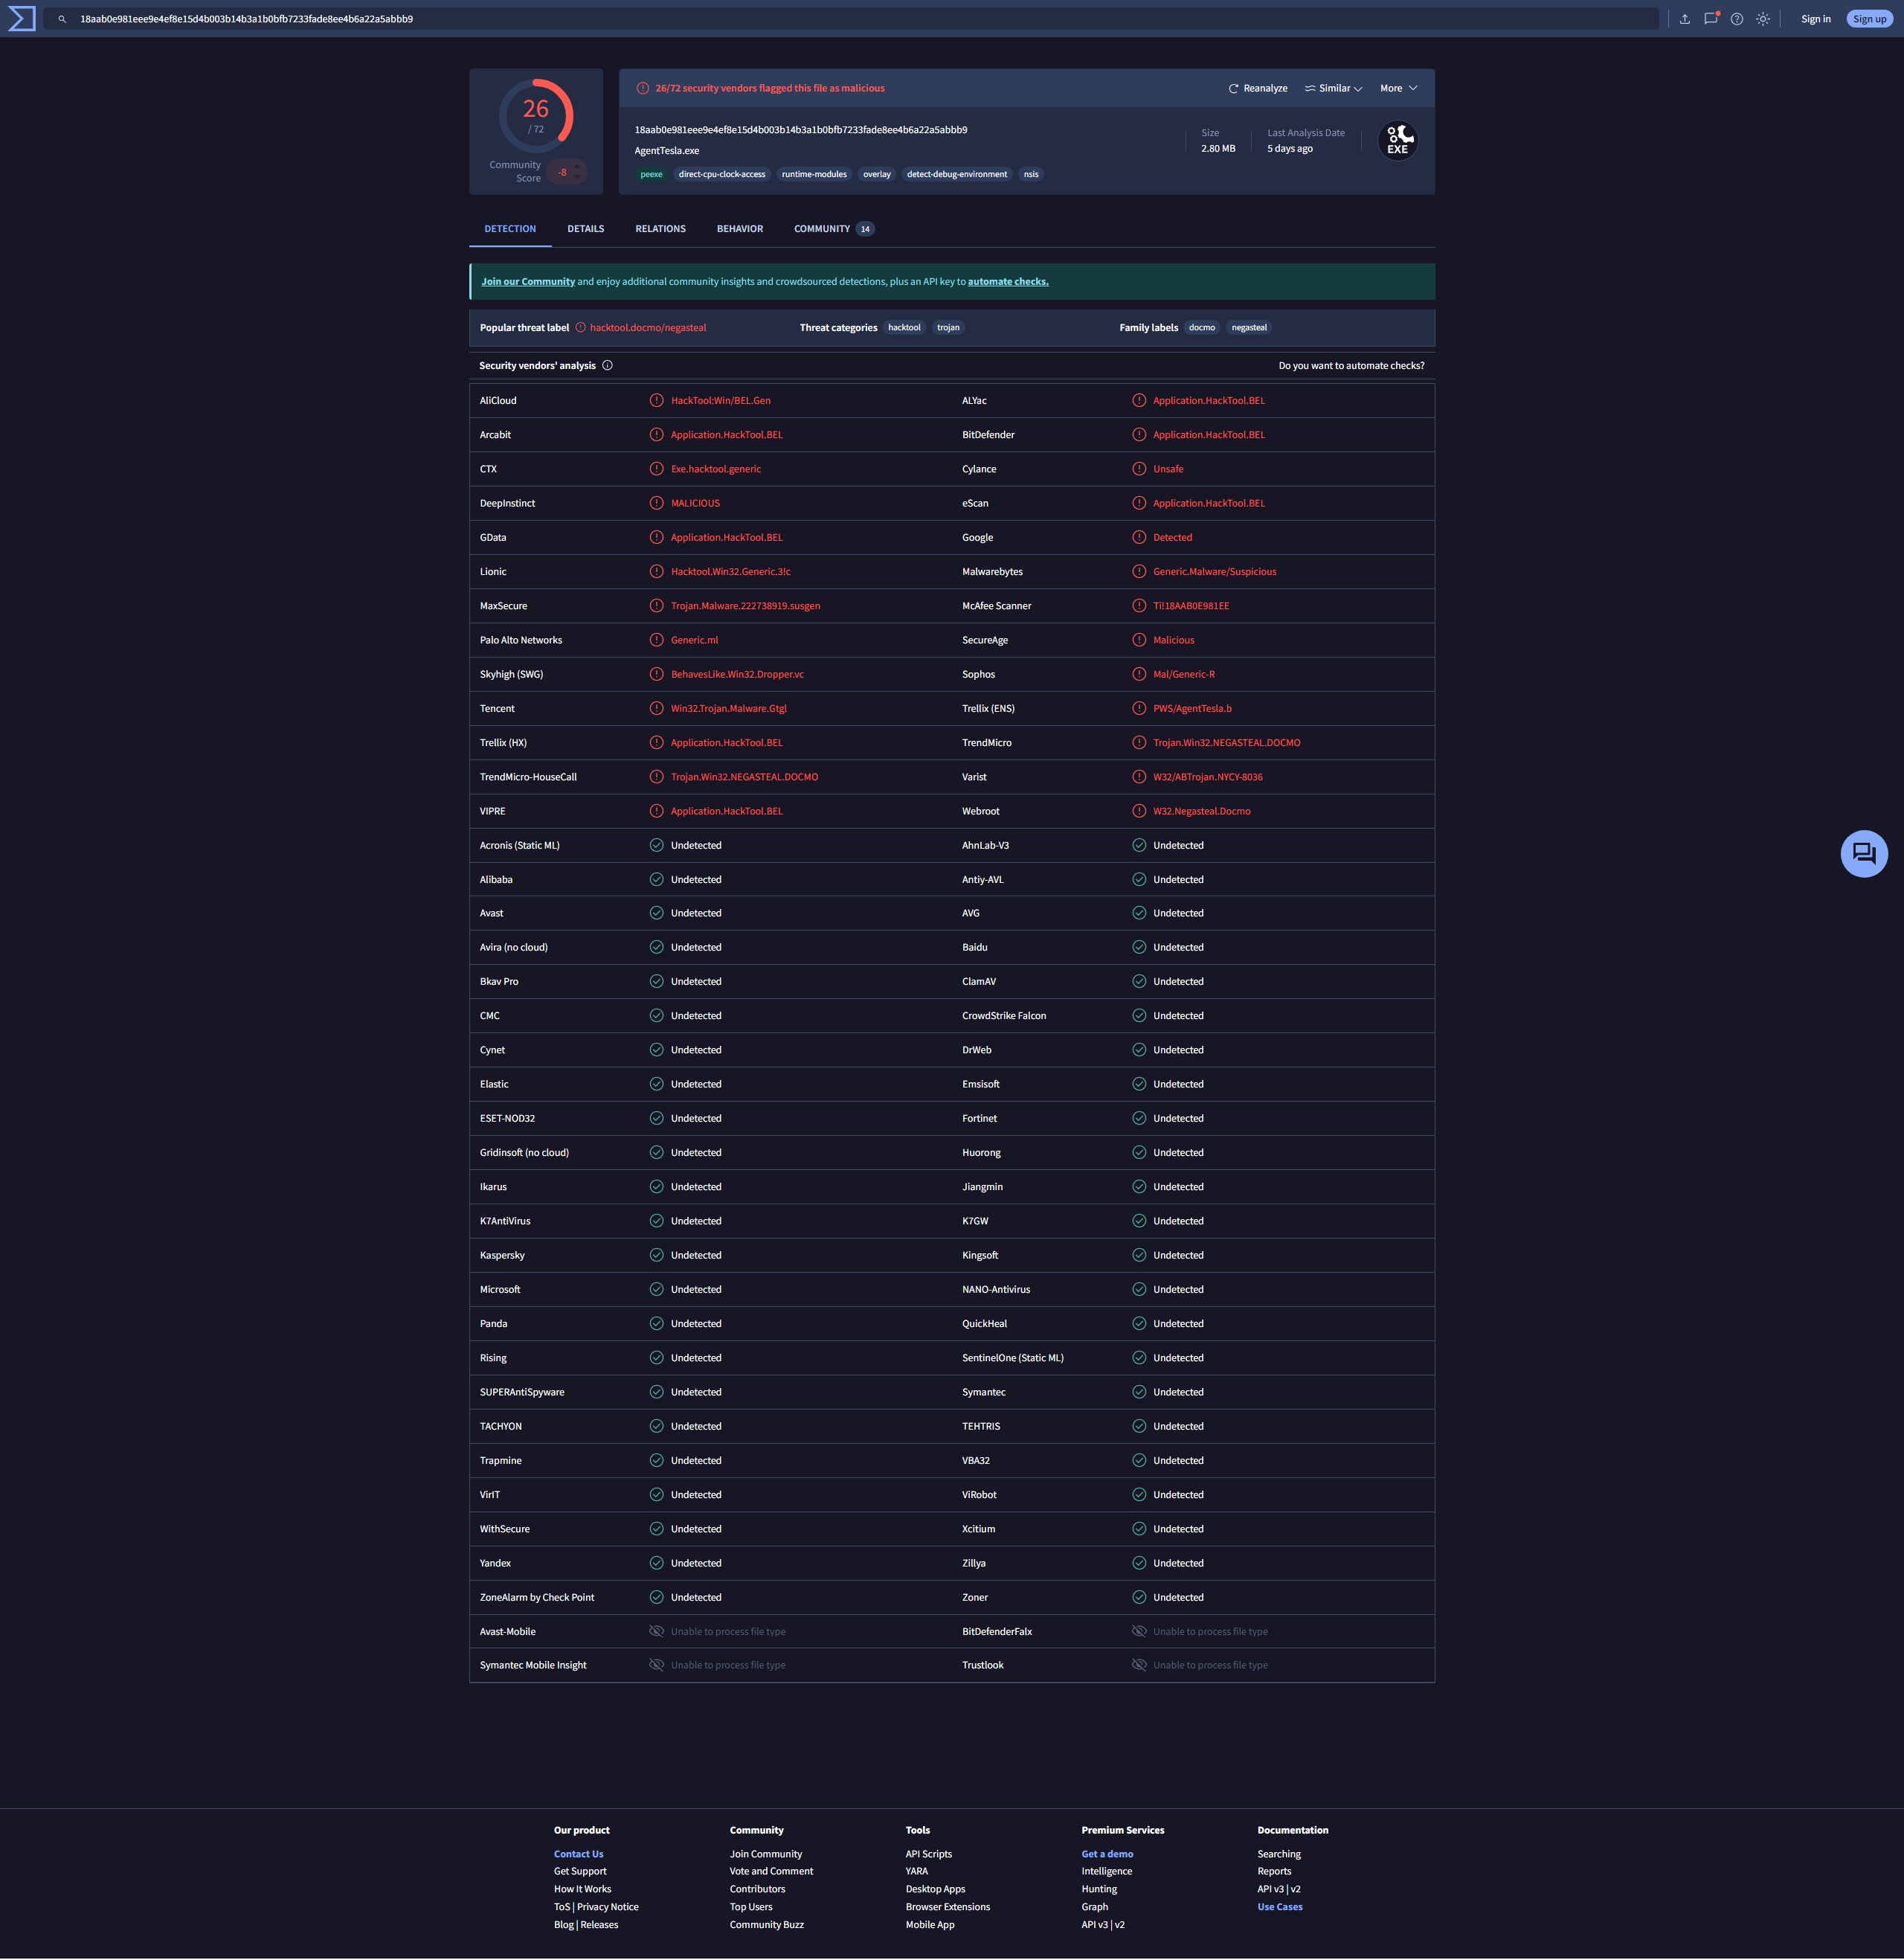 18aab0e981eee9e4ef8e15d4b003b14b3a1b0bfb7233fade8ee4b6a22a5abbb9
Sign in
Sign up
26
/ 72
Community
Score
-8
26/72 security vendors flagged this file as malicious
Reanalyze
Similar
More
18aab0e981eee9e4ef8e15d4b003b14b3a1b0bfb7233fade8ee4b6a22a5abbb9
AgentTesla.exe
Size
2.80 MB
Last Analysis Date
5 days ago
EXE
peexe direct-cpu-clock-access runtime-modules overlay detect-debug-environment nsis
DETECTION DETAILS RELATIONS BEHAVIOR COMMUNITY 14
Join our Community and enjoy additional community insights and crowdsourced detections, plus an API key to automate checks.
Popular threat label hacktool.docmo/negasteal Threat categories hacktool trojan Family labels docmo negasteal
Security vendors' analysis Do you want to automate checks?
AliCloud HackTool:Win/BEL.Gen ALYac Application.HackTool.BEL
Arcabit Application.HackTool.BEL BitDefender Application.HackTool.BEL
CTX Exe.hacktool.generic Cylance Unsafe
DeepInstinct MALICIOUS eScan Application.HackTool.BEL
GData Application.HackTool.BEL Google Detected
Lionic Hacktool.Win32.Generic.3!c Malwarebytes Generic.Malware/Suspicious
MaxSecure Trojan.Malware.222738919.susgen McAfee Scanner Ti!18AAB0E981EE
Palo Alto Networks Generic.ml SecureAge Malicious
Skyhigh (SWG) BehavesLike.Win32.Dropper.vc Sophos Mal/Generic-R
Tencent Win32.Trojan.Malware.Gtgl Trellix (ENS) PWS/AgentTesla.b
Trellix (HX) Application.HackTool.BEL TrendMicro Trojan.Win32.NEGASTEAL.DOCMO
TrendMicro-HouseCall Trojan.Win32.NEGASTEAL.DOCMO Varist W32/ABTrojan.NYCY-8036
VIPRE Application.HackTool.BEL Webroot W32.Negasteal.Docmo
Acronis (Static ML) Undetected AhnLab-V3 Undetected
Alibaba Undetected Antiy-AVL Undetected
Avast Undetected AVG Undetected
Avira (no cloud) Undetected Baidu Undetected
Bkav Pro Undetected ClamAV Undetected
CMC Undetected CrowdStrike Falcon Undetected
Cynet Undetected DrWeb Undetected
Elastic Undetected Emsisoft Undetected
ESET-NOD32 Undetected Fortinet Undetected
Gridinsoft (no cloud) Undetected Huorong Undetected
Ikarus Undetected Jiangmin Undetected
K7AntiVirus Undetected K7GW Undetected
Kaspersky Undetected Kingsoft Undetected
Microsoft Undetected NANO-Antivirus Undetected
Panda Undetected QuickHeal Undetected
Rising Undetected SentinelOne (Static ML) Undetected
SUPERAntiSpyware Undetected Symantec Undetected
TACHYON Undetected TEHTRIS Undetected
Trapmine Undetected VBA32 Undetected
VirIT Undetected ViRobot Undetected
WithSecure Undetected Xcitium Undetected
Yandex Undetected Zillya Undetected
ZoneAlarm by Check Point Undetected Zoner Undetected
Avast-Mobile Unable to process file type BitDefenderFalx Unable to process file type
Symantec Mobile Insight Unable to process file type Trustlook Unable to process file type
Our product Community Tools Premium Services Documentation
Contact Us Join Community API Scripts Get a demo Searching
Get Support Vote and Comment YARA Intelligence Reports
How It Works Contributors Desktop Apps Hunting API v3 | v2
ToS | Privacy Notice Top Users Browser Extensions Graph Use Cases
Blog | Releases Community Buzz Mobile App API v3 | v2